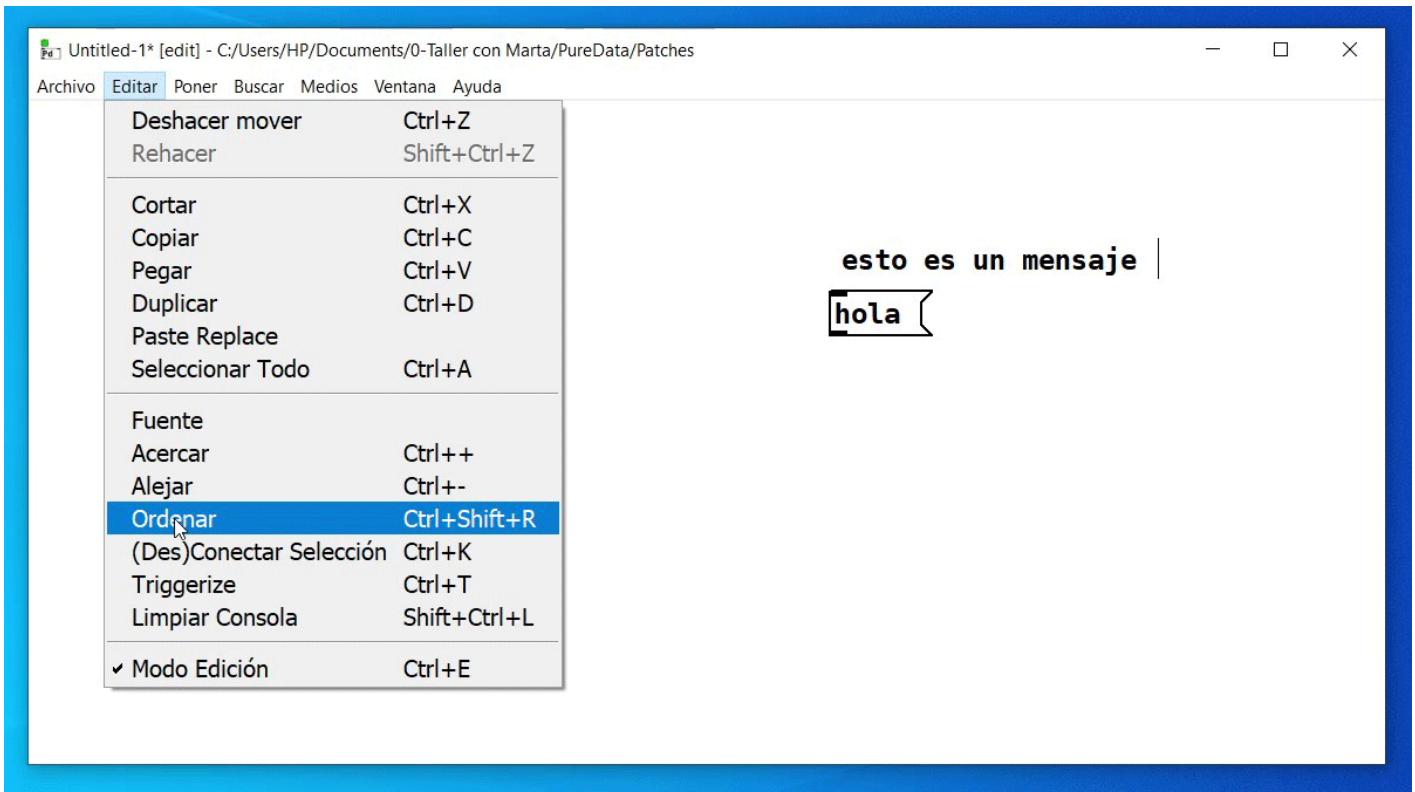 Untitled-1* [edit] - C:/Users/HP/Documents/0-Taller con Marta/PureData/Patches
Archivo Editar Poner Buscar Medios Ventana Ayuda
Deshacer mover Ctrl+Z
Rehacer Shift+Ctrl+Z
Cortar Ctrl+X
Copiar Ctrl+C
Pegar Ctrl+V
Duplicar Ctrl+D
Paste Replace
Seleccionar Todo Ctrl+A
Fuente
Acercar Ctrl++
Alejar Ctrl+-
Ordenar Ctrl+Shift+R
(Des)Conectar Selección Ctrl+K
Triggerize Ctrl+T
Limpiar Consola Shift+Ctrl+L
Modo Edición Ctrl+E
esto es un mensaje
hola